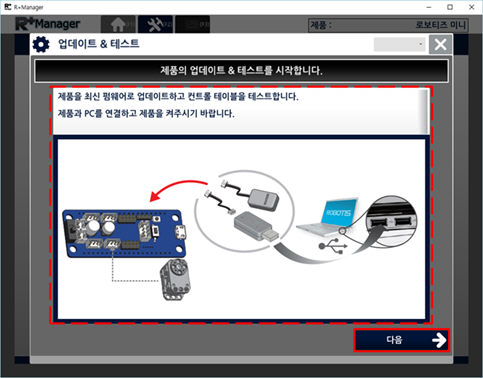 R+Manager
R+Manager
제품 : 로보티즈 미니
업데이트 & 테스트
제품의 업데이트 & 테스트를 시작합니다.
제품을 최신 펌웨어로 업데이트하고 컨트롤 테이블을 테스트합니다.
제품과 PC를 연결하고 제품을 켜주시기 바랍니다.
ROBOTIS
다음